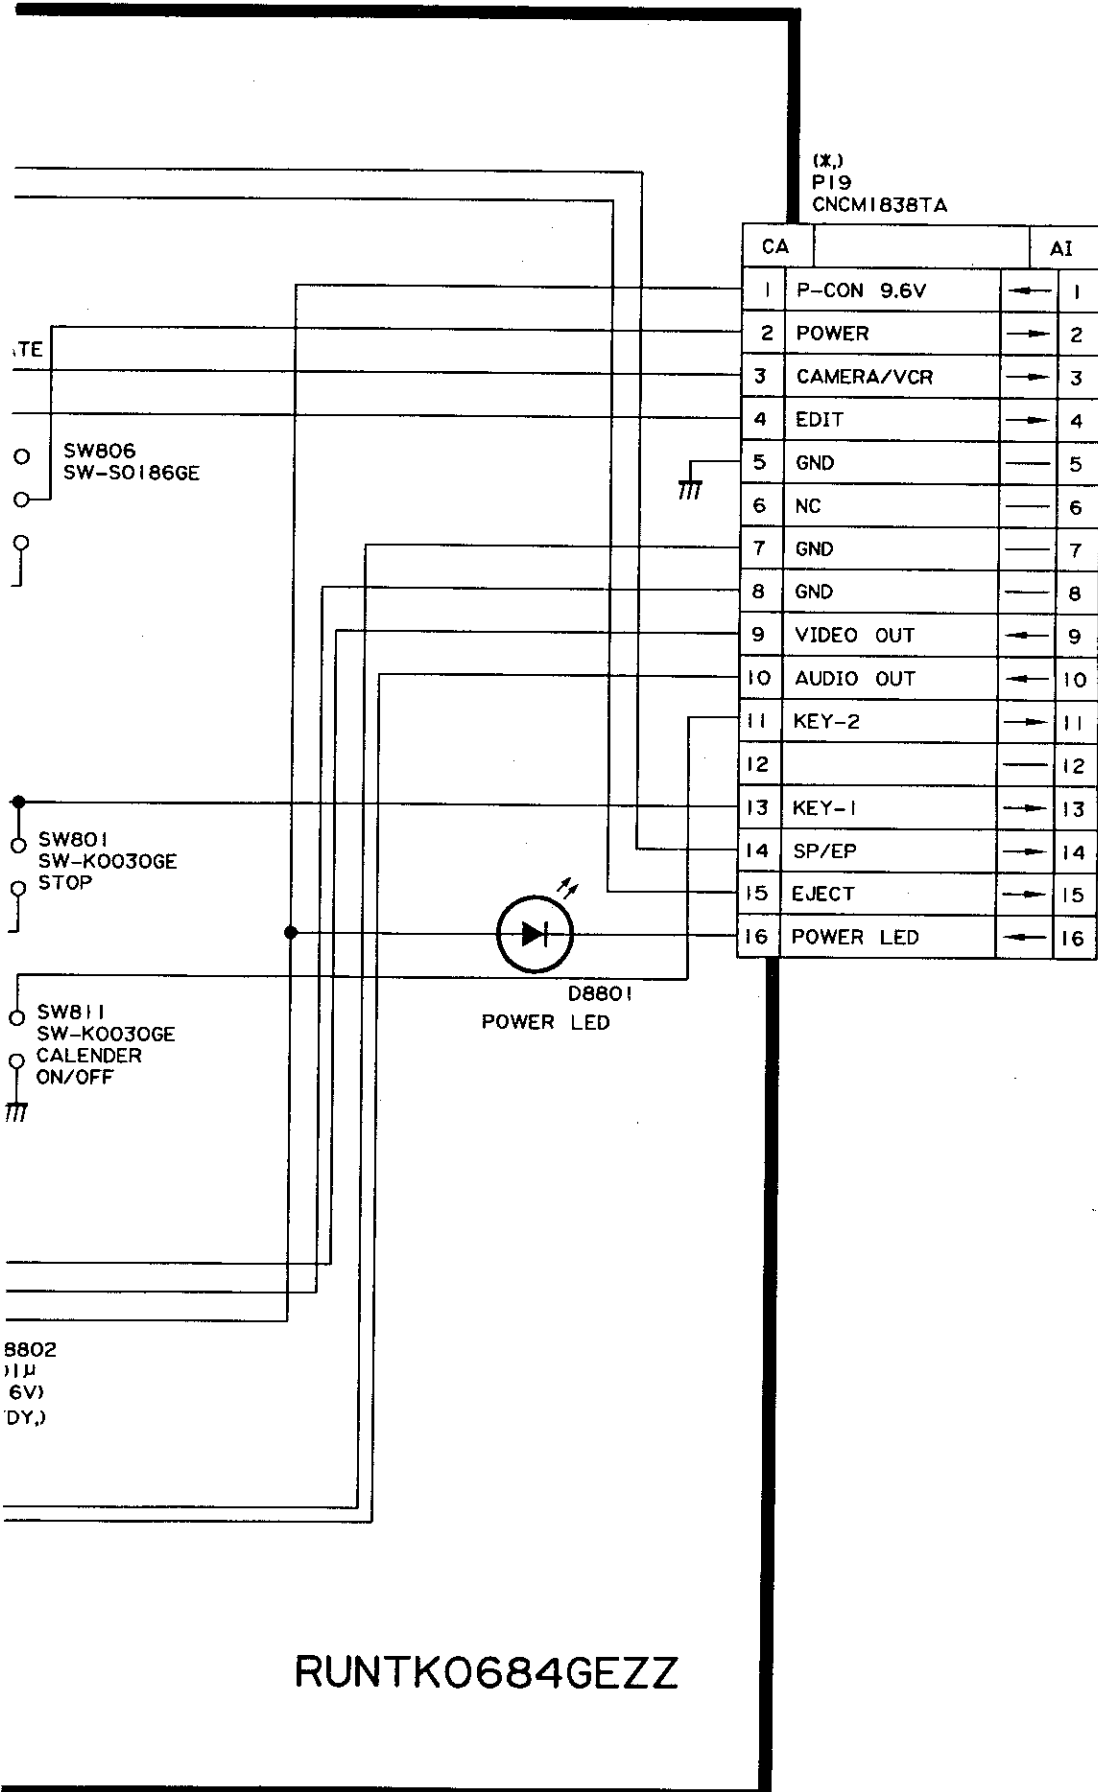 (*,)
P19
CNCM1838TA
CA AI
1 P-CON 9.6V 1
2 POWER 2
3 CAMERA/VCR 3
4 EDIT 4
5 GND 5
6 NC 6
7 GND 7
8 GND 8
9 VIDEO OUT 9
10 AUDIO OUT 10
11 KEY-2 11
12 12
13 KEY-1 13
14 SP/EP 14
15 EJECT 15
16 POWER LED 16
TE
SW806
SW-S0186GE
SW801
SW-K0030GE
STOP
D8801
POWER LED
SW811
SW-K0030GE
CALENDER
ON/OFF
8802
1μ
6V)
DY,)
RUNTK0684GEZZ